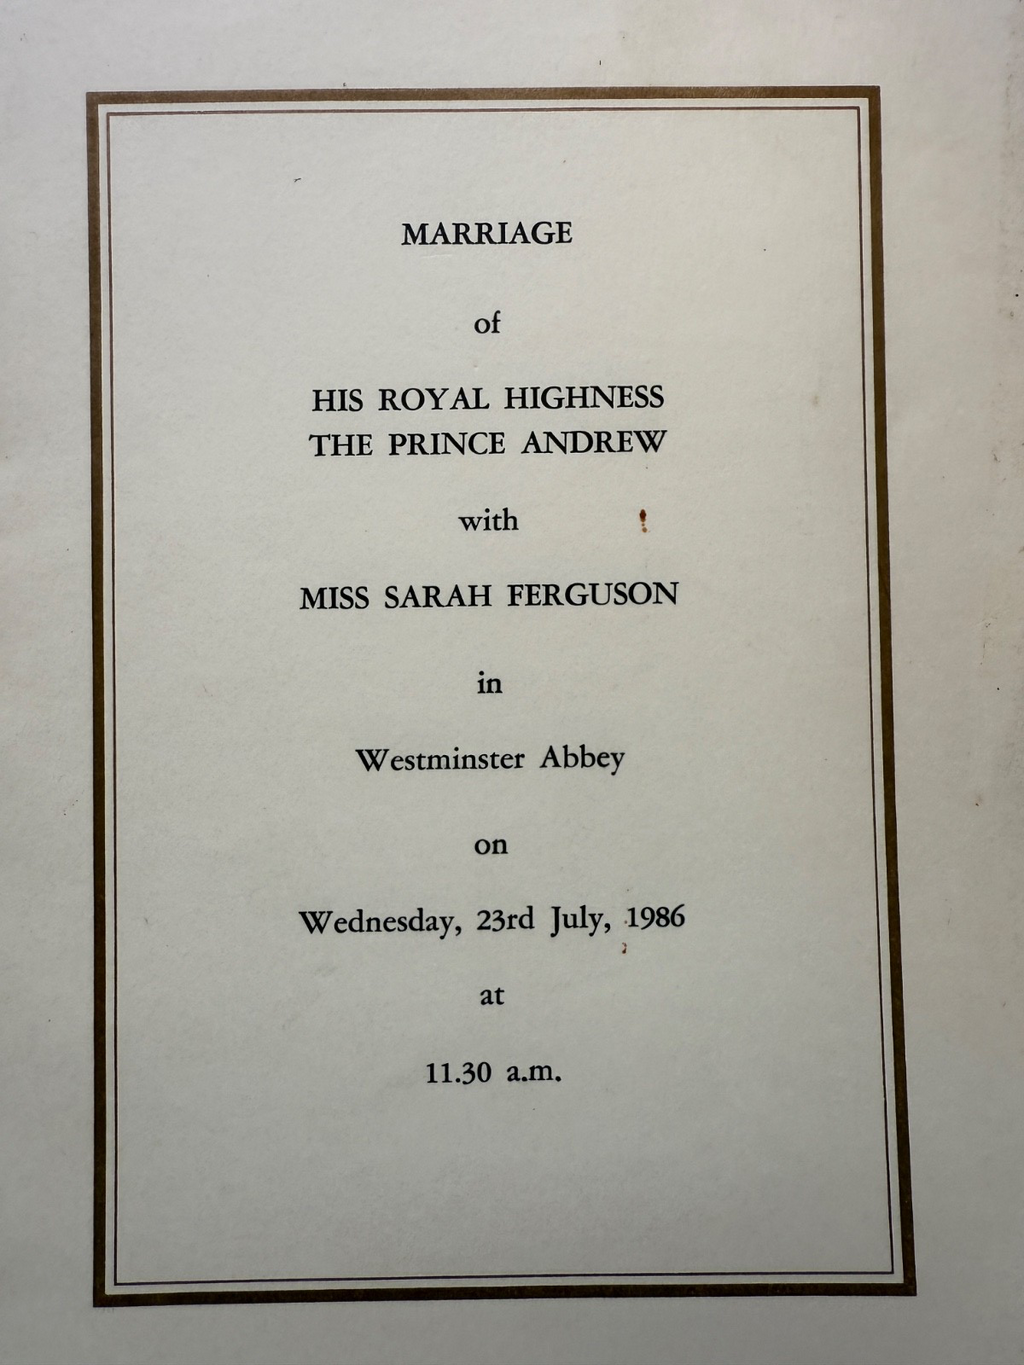 MARRIAGE
of
HIS ROYAL HIGHNESS
THE PRINCE ANDREW
with
MISS SARAH FERGUSON
in
Westminster Abbey
on
Wednesday, 23rd July, 1986
at
11.30 a.m.